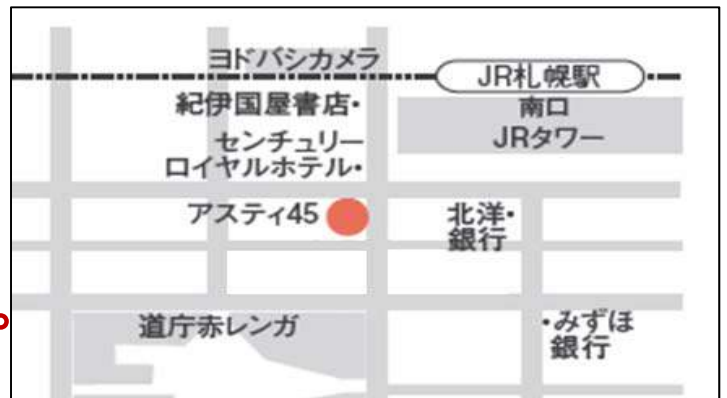 ヨドバシカメラ
JR札幌駅
紀伊国屋書店・
南口
センチュリー
JRタワー
ロイヤルホテル・
アスティ45
北洋・
銀行
道庁赤レンガ
・みずほ
銀行